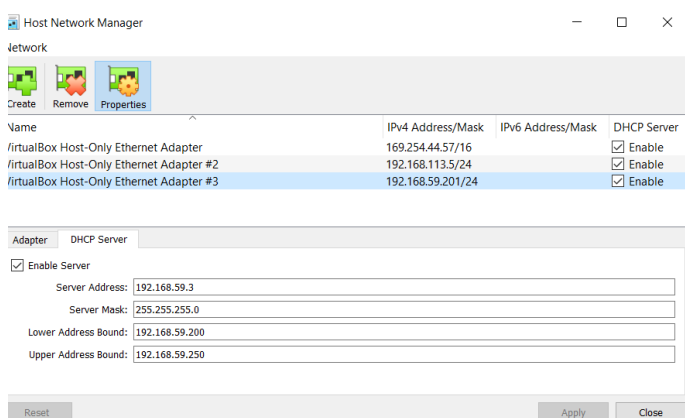 Host Network Manager
Network
Create Remove Properties
Name IPv4 Address/Mask IPv6 Address/Mask DHCP Server
VirtualBox Host-Only Ethernet Adapter 169.254.44.57/16 Enable
VirtualBox Host-Only Ethernet Adapter #2 192.168.113.5/24 Enable
VirtualBox Host-Only Ethernet Adapter #3 192.168.59.201/24 Enable
Adapter DHCP Server
Enable Server
Server Address: 192.168.59.3
Server Mask: 255.255.255.0
Lower Address Bound: 192.168.59.200
Upper Address Bound: 192.168.59.250
Reset Apply Close